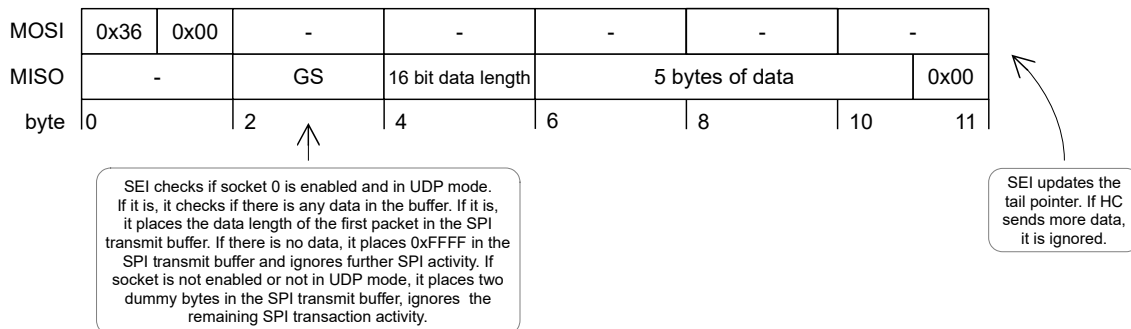 MOSI 0x36 0x00 - - - - -
MISO - GS 16 bit data length 5 bytes of data 0x00
byte 0 2 4 6 8 10 11
SEI checks if socket 0 is enabled and in UDP mode.
If it is, it checks if there is any data in the buffer. If it is,
it places the data length of the first packet in the SPI
transmit buffer. If there is no data, it places 0xFFFF in the
SPI transmit buffer and ignores further SPI activity. If
socket is not enabled or not in UDP mode, it places two
dummy bytes in the SPI transmit buffer, ignores the
remaining SPI transaction activity.
SEI updates the
tail pointer. If HC
sends more data,
it is ignored.